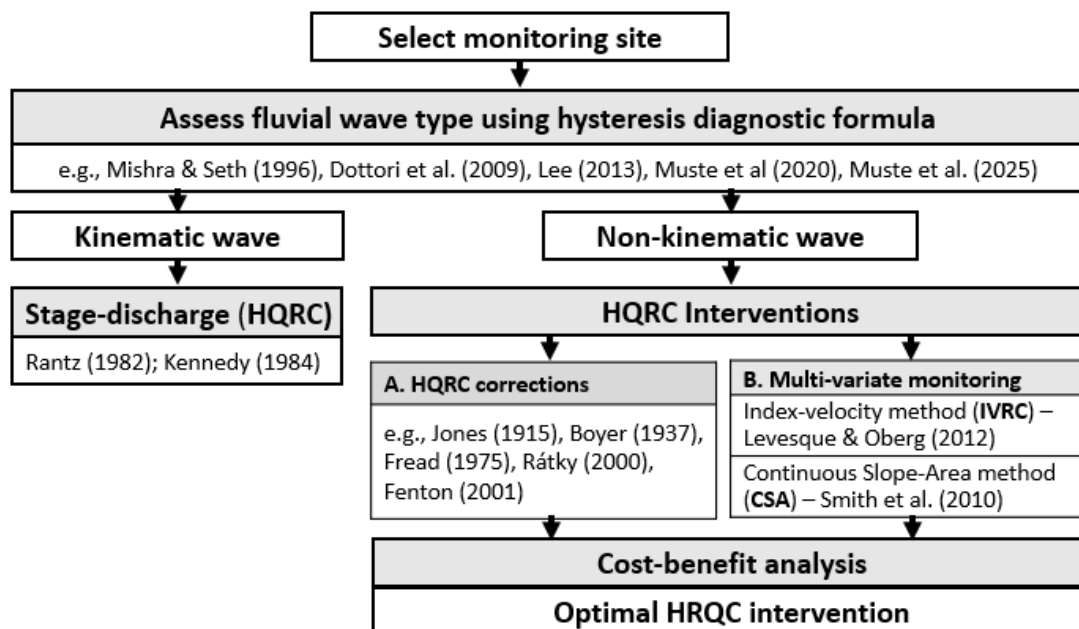 Select monitoring site
Assess fluvial wave type using hysteresis diagnostic formula
e.g., Mishra & Seth (1996), Dottori et al. (2009), Lee (2013), Muste et al (2020), Muste et al. (2025)
Kinematic wave
Non-kinematic wave
Stage-discharge (HQRC)
Rantz (1982); Kennedy (1984)
HQRC Interventions
A. HQRC corrections
e.g., Jones (1915), Boyer (1937),
Fread (1975), Rátky (2000),
Fenton (2001)
B. Multi-variate monitoring
Index-velocity method (IVRC) –
Levesque & Oberg (2012)
Continuous Slope-Area method
(CSA) – Smith et al. (2010)
Cost-benefit analysis
Optimal HRQC intervention